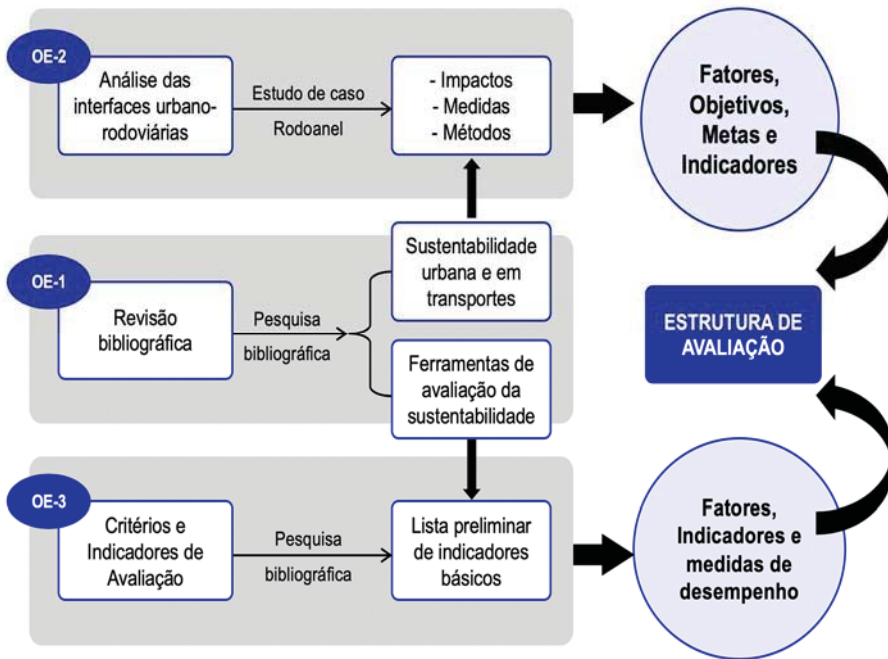 OE-2
Análise das
interfaces urbano-
rodoviárias
Estudo de caso
Rodoanel
- Impactos
- Medidas
- Métodos
Fatores,
Objetivos,
Metas e
Indicadores
OE-1
Revisão
bibliográfica
Pesquisa
bibliográfica
Sustentabilidade
urbana e em
transportes
Ferramentas de
avaliação da
sustentabilidade
ESTRUTURA DE
AVALIAÇÃO
OE-3
Critérios e
Indicadores de
Avaliação
Pesquisa
bibliográfica
Lista preliminar
de indicadores
básicos
Fatores,
Indicadores e
medidas de
desempenho